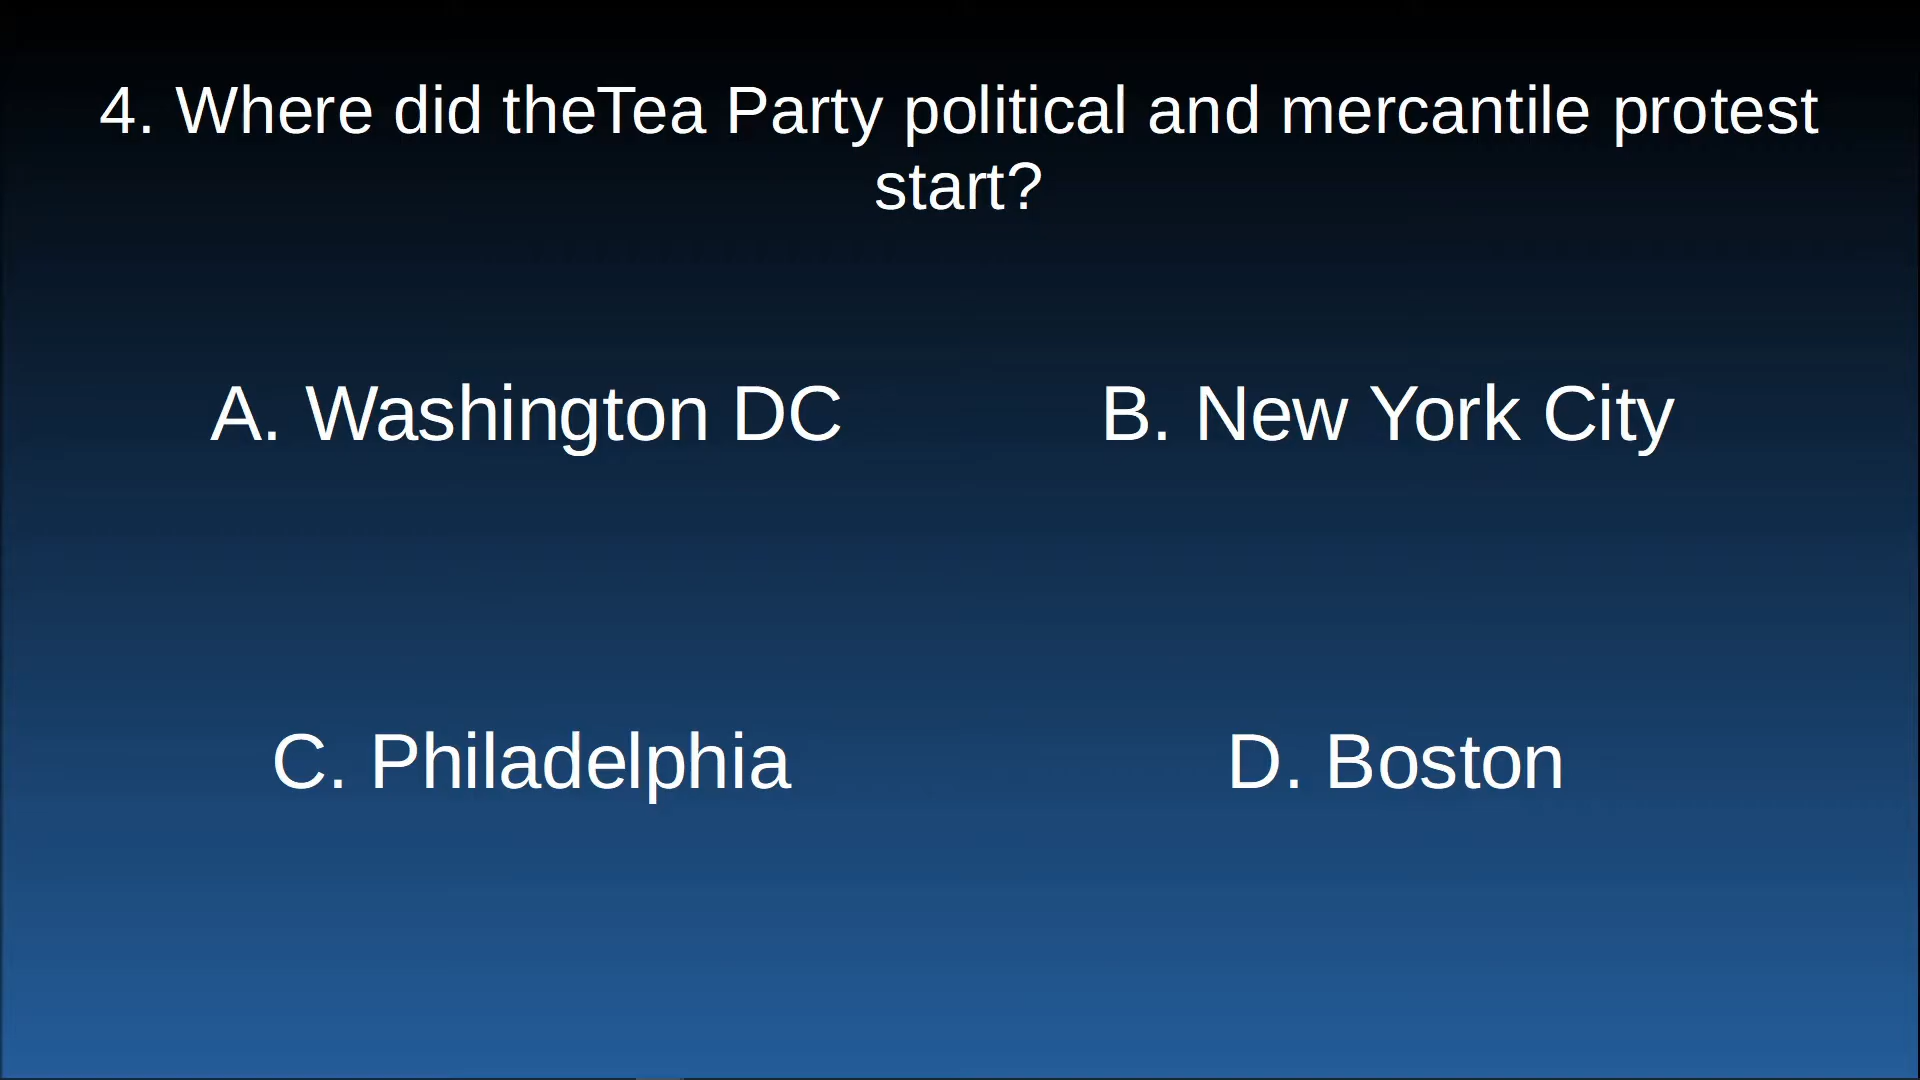 4. Where did theTea Party political and mercantile protest
start?
A. Washington DC
B. New York City
C. Philadelphia
D. Boston